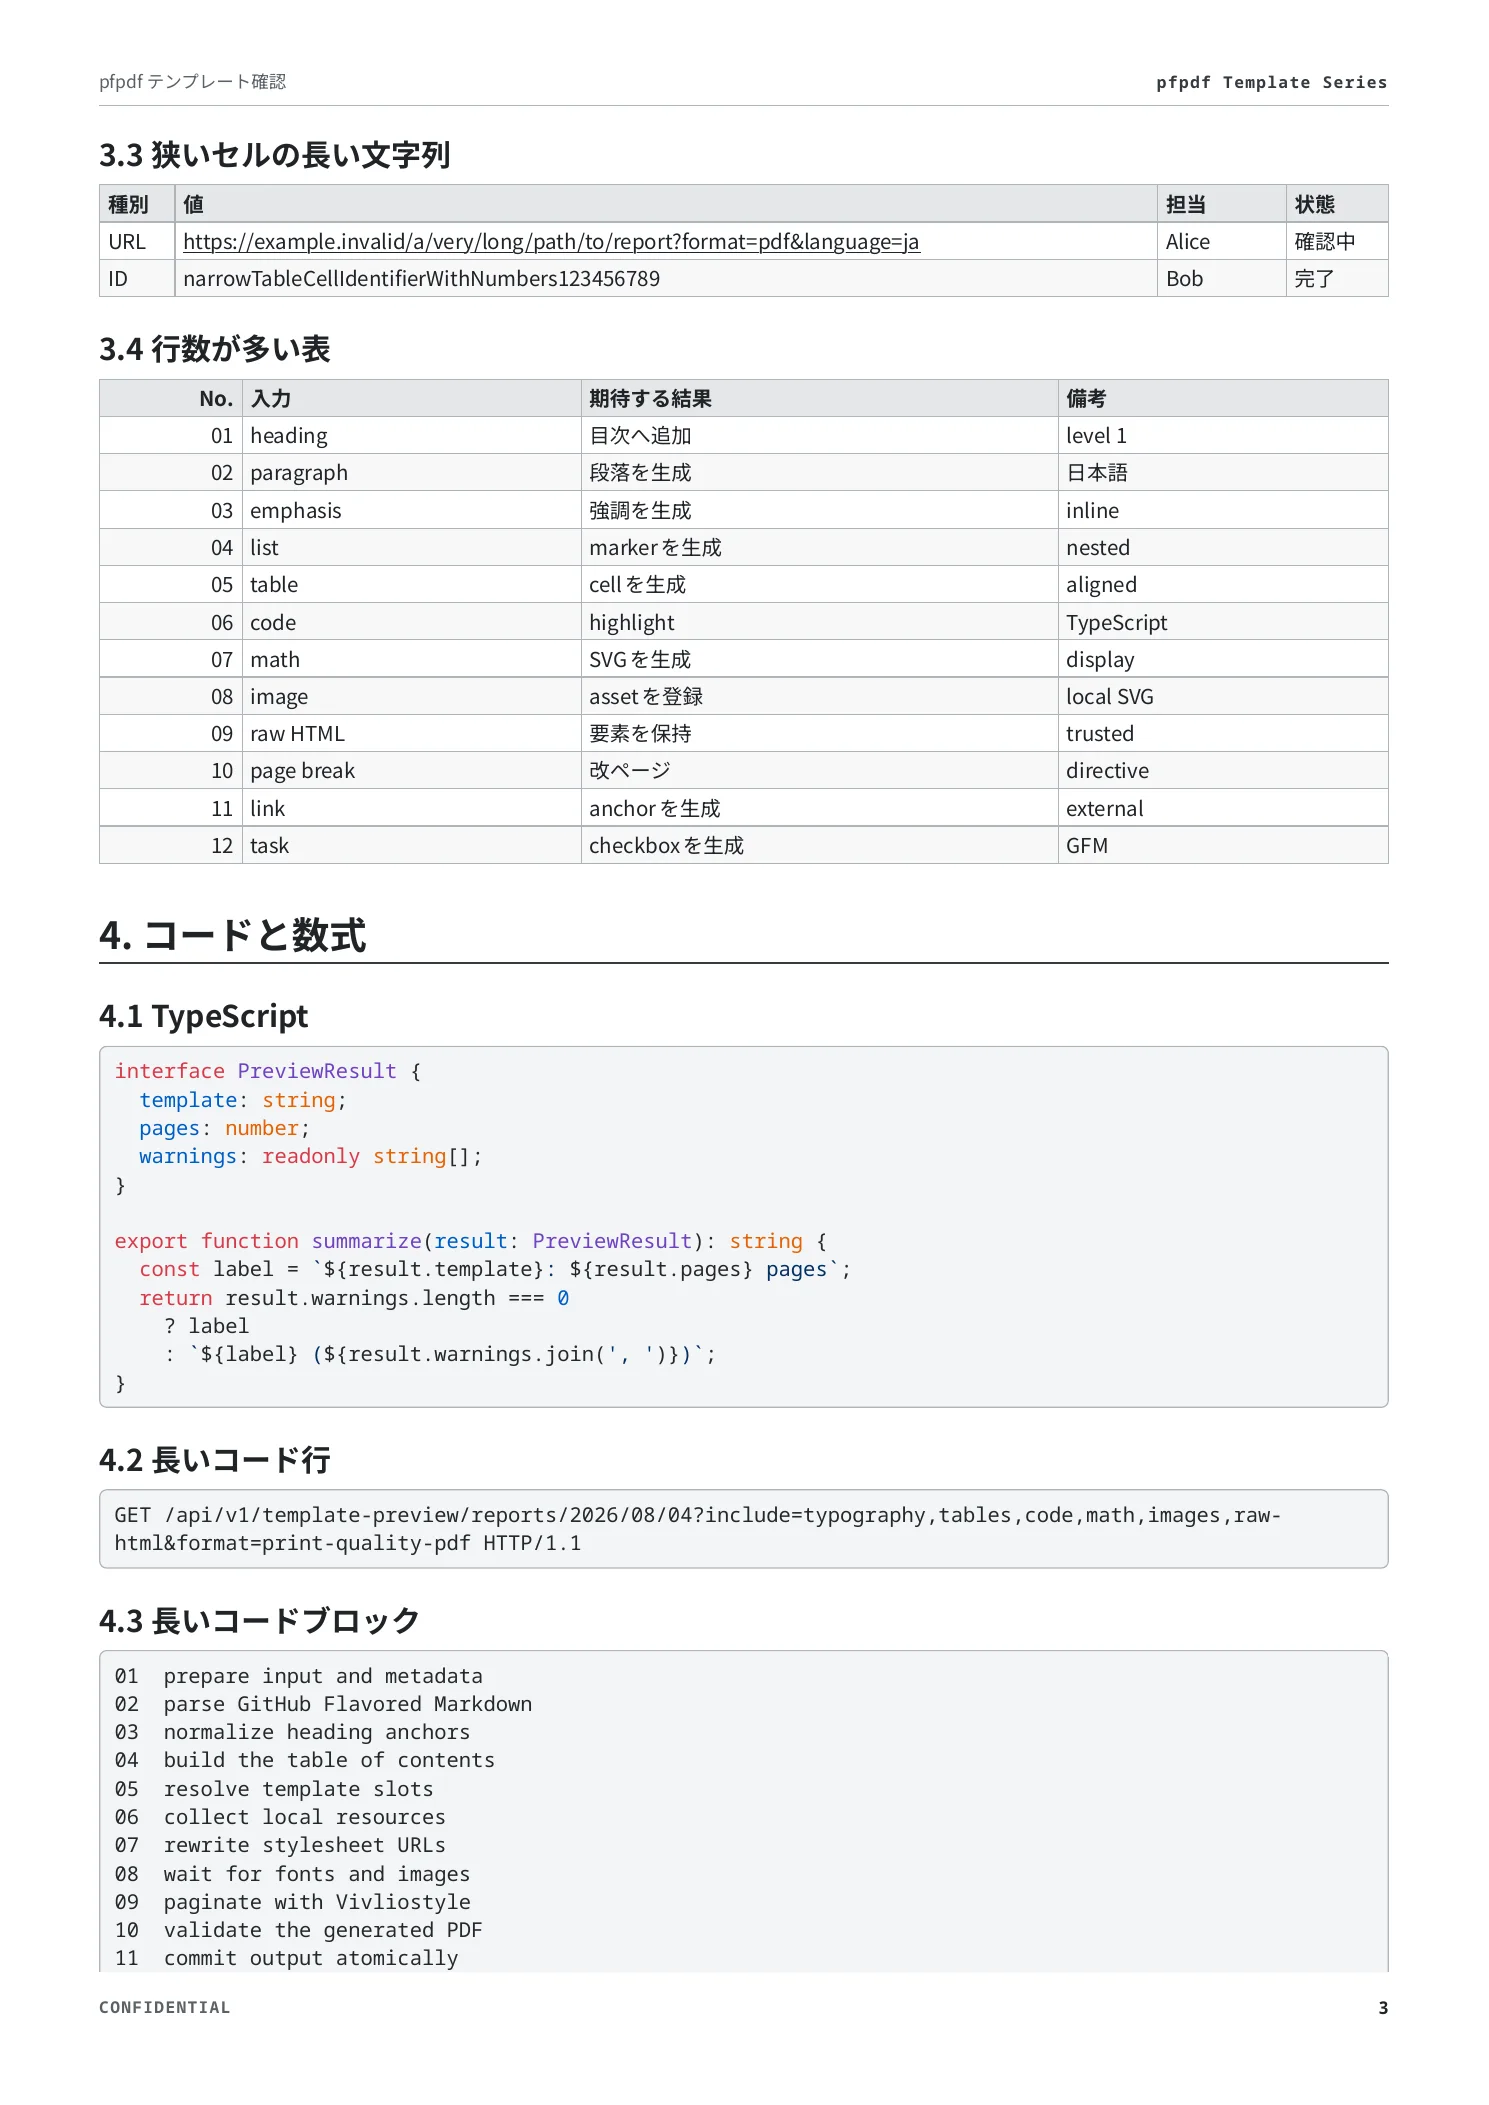 pfpdf テンプレート確認 pfpdf Template Series
3.3 狭いセルの長い文字列
種別 値 担当 状態
URL https://example.invalid/a/very/long/path/to/report?format=pdf&language=ja Alice 確認中
ID narrowTableCellIdentifierWithNumbers123456789 Bob 完了
3.4 行数が多い表
No. 入力 期待する結果 備考
01 heading 目次へ追加 level 1
02 paragraph 段落を生成 日本語
03 emphasis 強調を生成 inline
04 list markerを生成 nested
05 table cellを生成 aligned
06 code highlight TypeScript
07 math SVGを生成 display
08 image assetを登録 local SVG
09 raw HTML 要素を保持 trusted
10 page break 改ページ directive
11 link anchorを生成 external
12 task checkboxを生成 GFM
4. コードと数式
4.1 TypeScript
interface PreviewResult {
  template: string;
  pages: number;
  warnings: readonly string[];
}
export function summarize(result: PreviewResult): string {
  const label = `${result.template}: ${result.pages} pages`;
  return result.warnings.length === 0
    ? label
    : `${label} (${result.warnings.join(', ')})`;
}
4.2 長いコード行
GET /api/v1/template-preview/reports/2026/08/04?include=typography,tables,code,math,images,raw-
html&format=print-quality-pdf HTTP/1.1
4.3 長いコードブロック
01  prepare input and metadata
02  parse GitHub Flavored Markdown
03  normalize heading anchors
04  build the table of contents
05  resolve template slots
06  collect local resources
07  rewrite stylesheet URLs
08  wait for fonts and images
09  paginate with Vivliostyle
10  validate the generated PDF
11  commit output atomically
CONFIDENTIAL 3